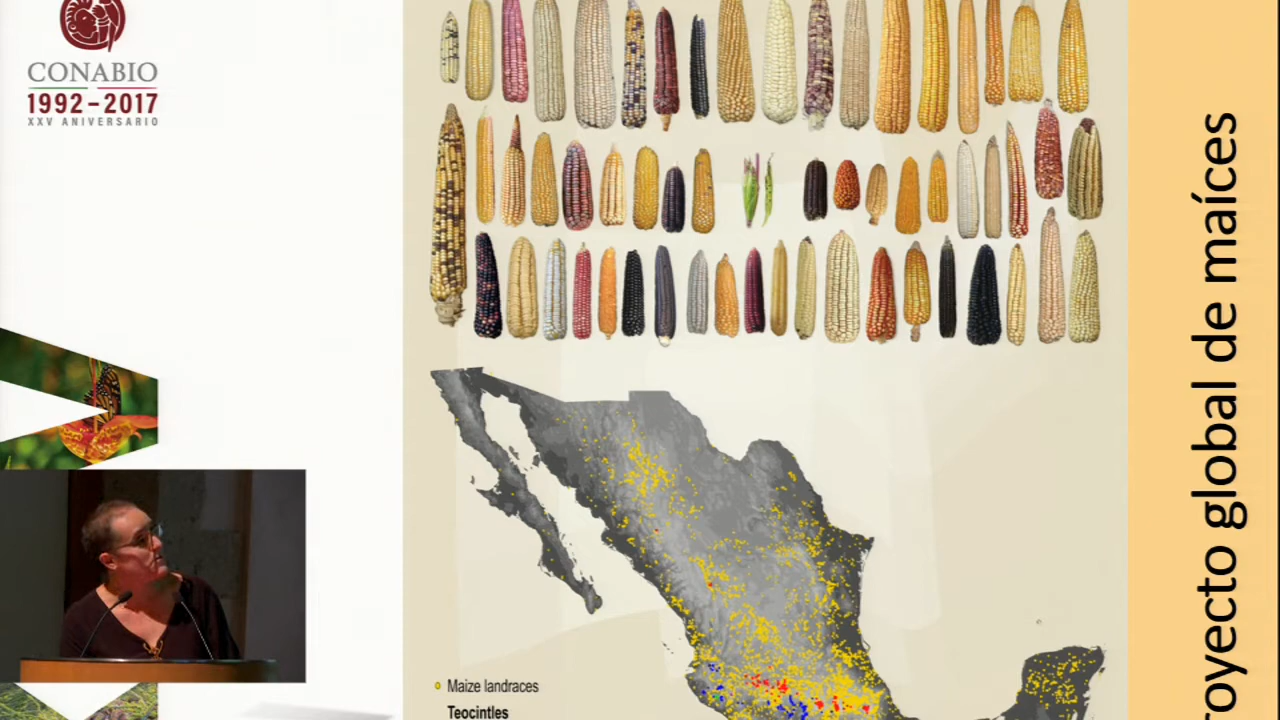 CONABIO
1992-2017
XXV ANIVERSARIO
royecto global de maíces
Maize landraces
Teocintles